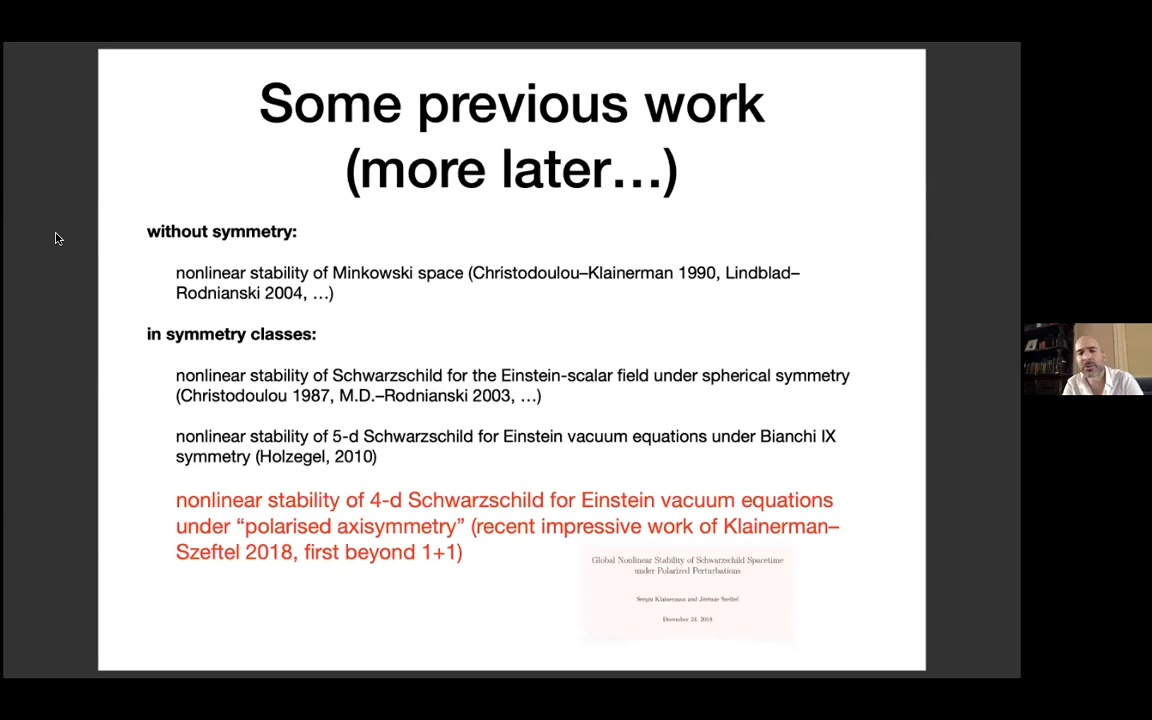 Some previous work
(more later…)
without symmetry:
nonlinear stability of Minkowski space (Christodoulou–Klainerman 1990, Lindblad–
Rodnianski 2004, …)
in symmetry classes:
nonlinear stability of Schwarzschild for the Einstein-scalar field under spherical symmetry
(Christodoulou 1987, M.D.–Rodnianski 2003, …)
nonlinear stability of 5-d Schwarzschild for Einstein vacuum equations under Bianchi IX
symmetry (Holzegel, 2010)
nonlinear stability of 4-d Schwarzschild for Einstein vacuum equations
under “polarised axisymmetry” (recent impressive work of Klainerman–
Szeftel 2018, first beyond 1+1)
Global Nonlinear Stability of Schwarzschild Spacetime
under Polarized Perturbations
Sergiu Klainerman and Jérémie Szeftel
December 24, 2018